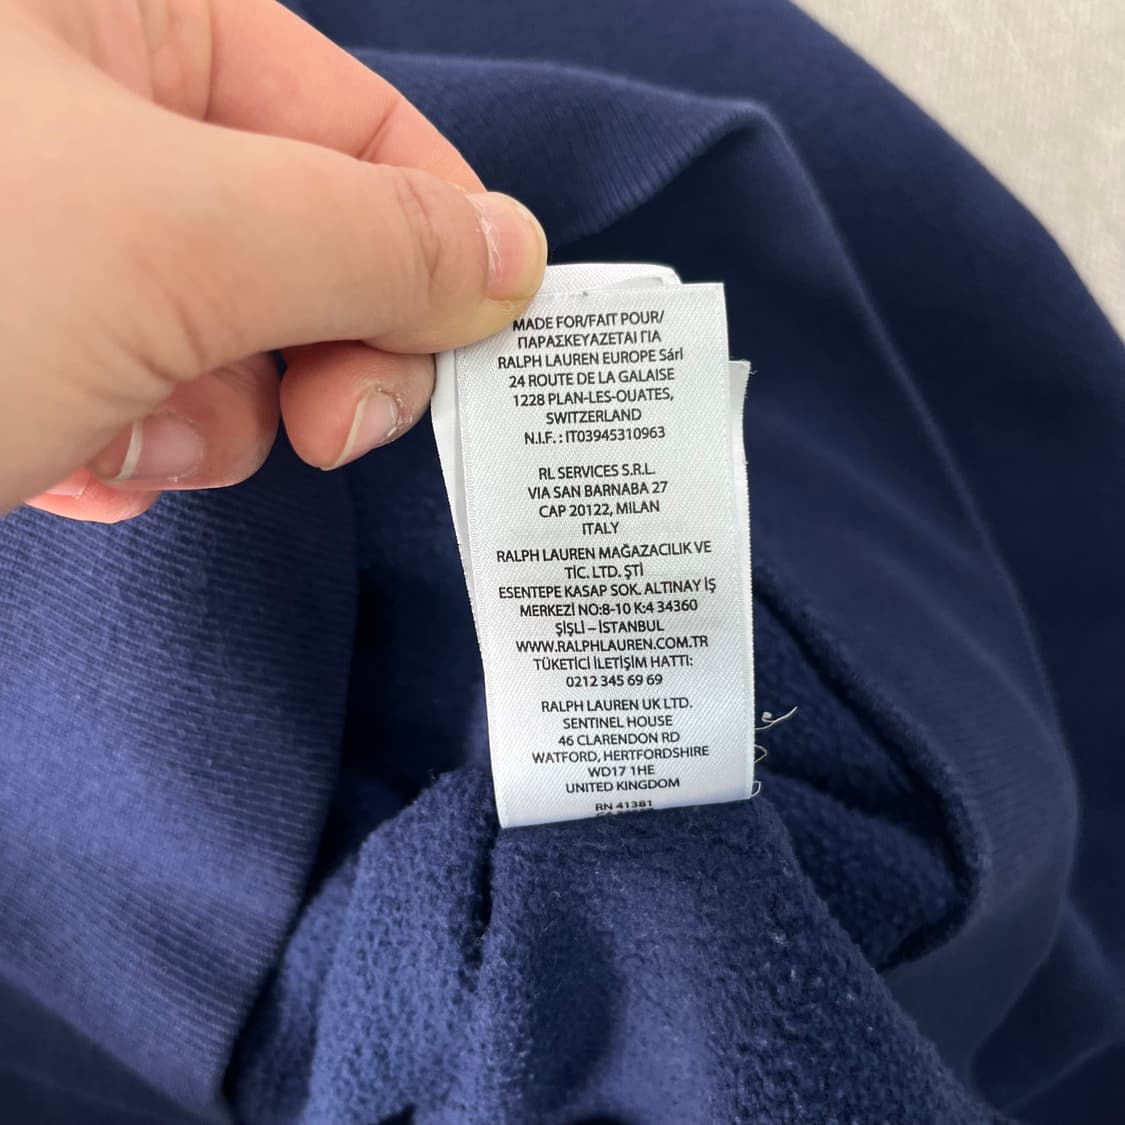 MADE FOR/FAIT POUR/
ΠΑΡΑΣΚΕΥΑΖΕΤΑΙ ΓΙΑ
RALPH LAUREN EUROPE Sárl
24 ROUTE DE LA GALAISE
1228 PLAN-LES-OUATES,
SWITZERLAND
N.I.F. : IT03945310963
RL SERVICES S.R.L.
VIA SAN BARNABA 27
CAP 20122, MILAN
ITALY
RALPH LAUREN MAĞAZACILIK VE
TİC. LTD. ŞTİ
ESENTEPE KASAP SOK. ALTINAY İŞ
MERKEZİ NO:8-10 K:4 34360
ŞİŞLİ – İSTANBUL
WWW.RALPHLAUREN.COM.TR
TÜKETİCİ İLETİŞİM HATTI:
0212 345 69 69
RALPH LAUREN UK LTD.
SENTINEL HOUSE
46 CLARENDON RD
WATFORD, HERTFORDSHIRE
WD17 1HE
UNITED KINGDOM
RN 41381